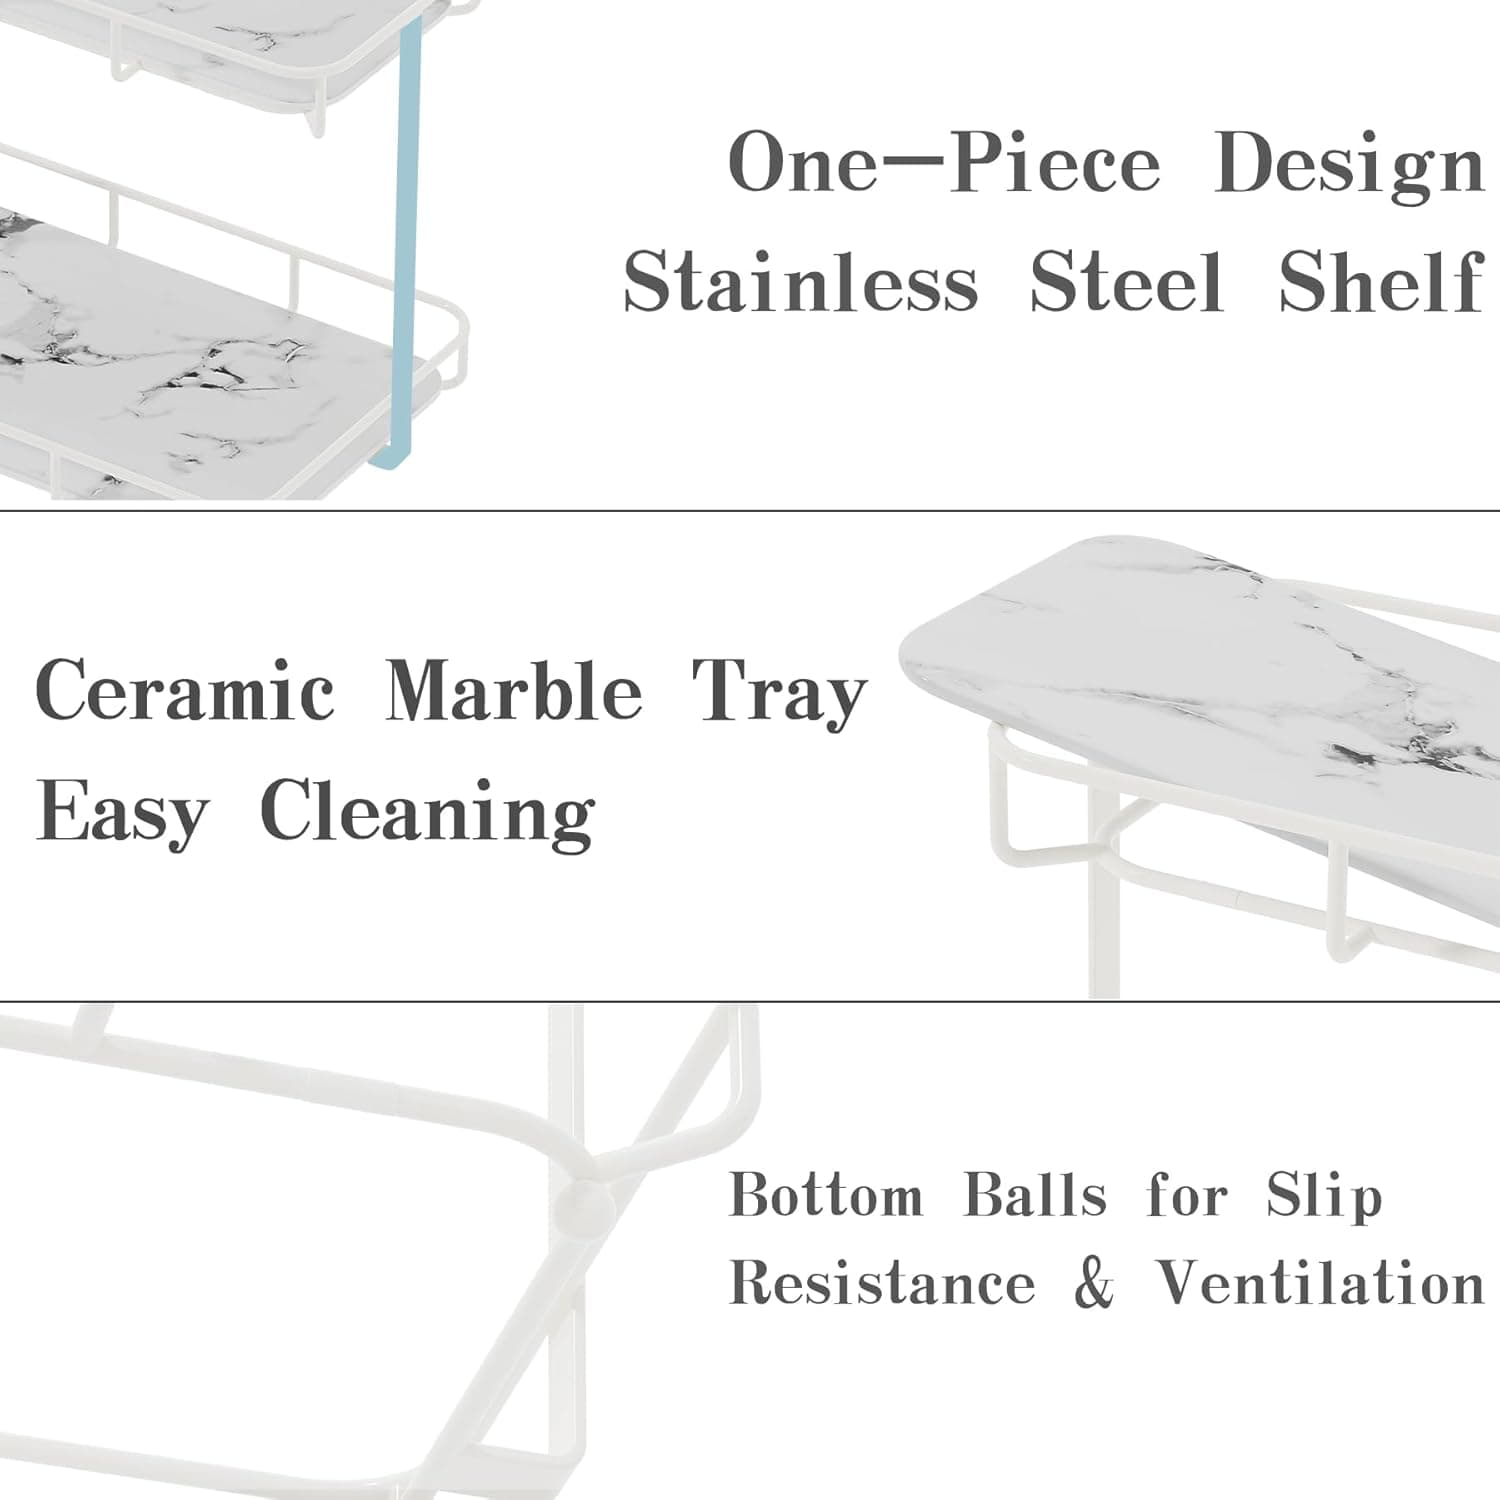 One-Piece Design
Stainless Steel Shelf
Ceramic Marble Tray
Easy Cleaning
Bottom Balls for Slip
Resistance & Ventilation